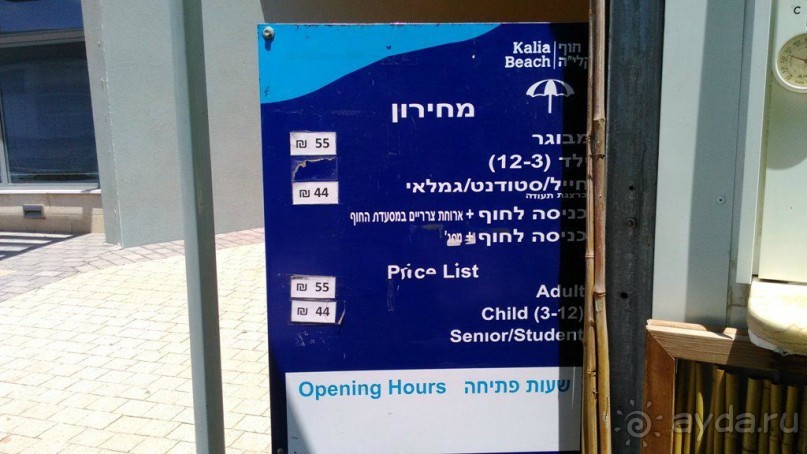 Kalia | חוף
Beach | קלי״ה
מחירון
מבוגר 55 ₪
ילד (12-3)
חייל/סטודנט/גמלאי 44 ₪
בהצגת תעודה
כניסה לחוף + ארוחת צהריים במסעדת החוף
כניסה לחוף + מסג'
Price List
₪ 55 Adult
₪ 44 Child (3-12)
Senior/Student
Opening Hours שעות פתיחה
C
ayda.ru